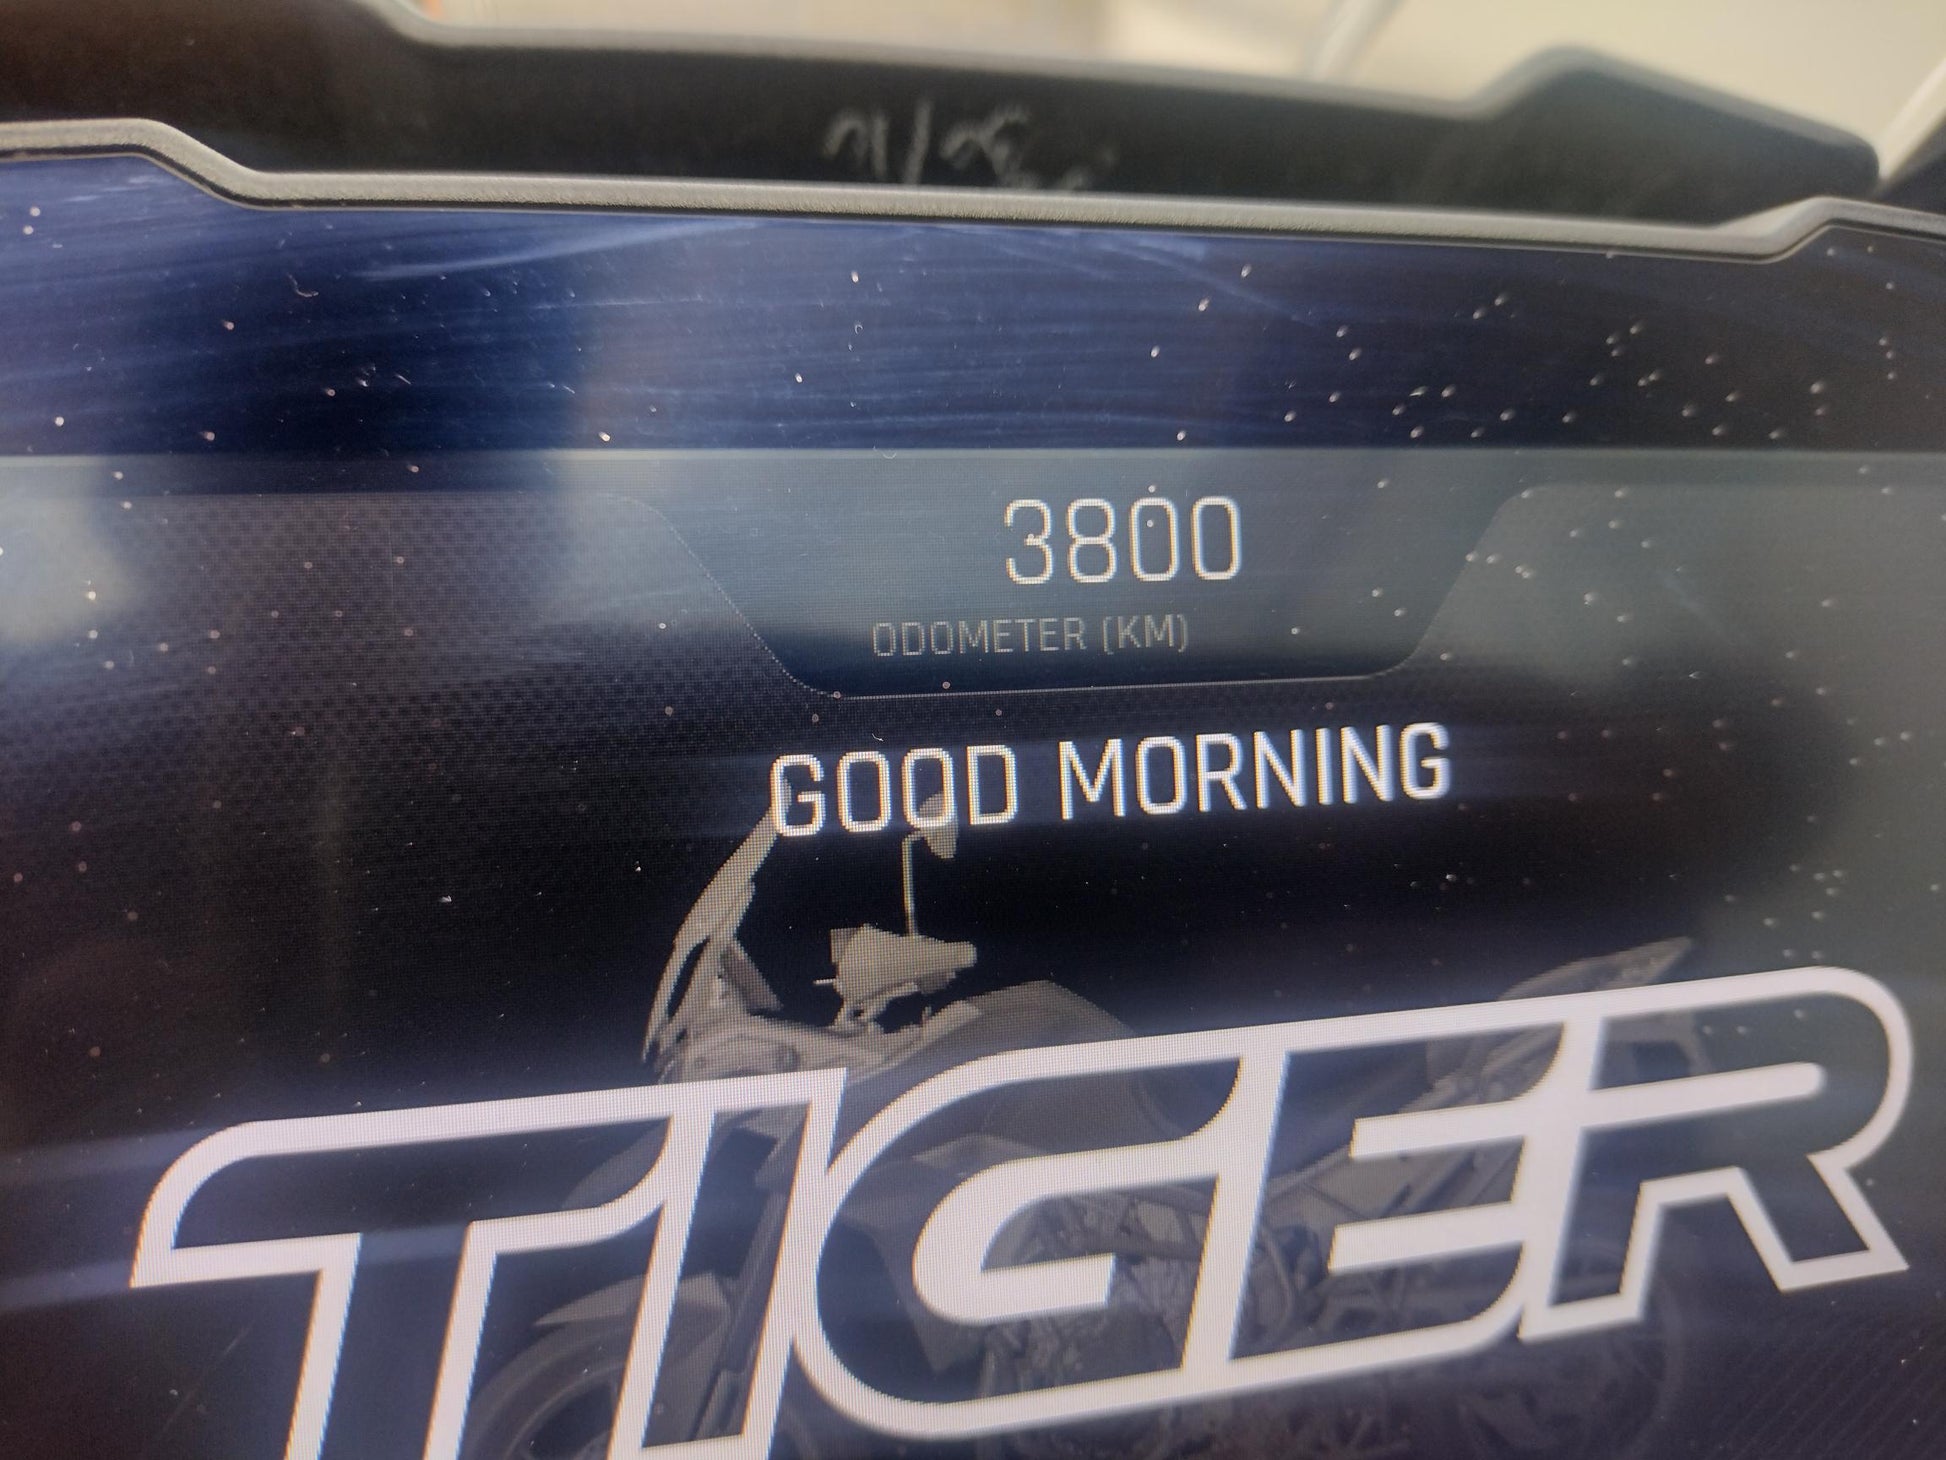 3800
ODOMETER (KM)
GOOD MORNING
TIGER